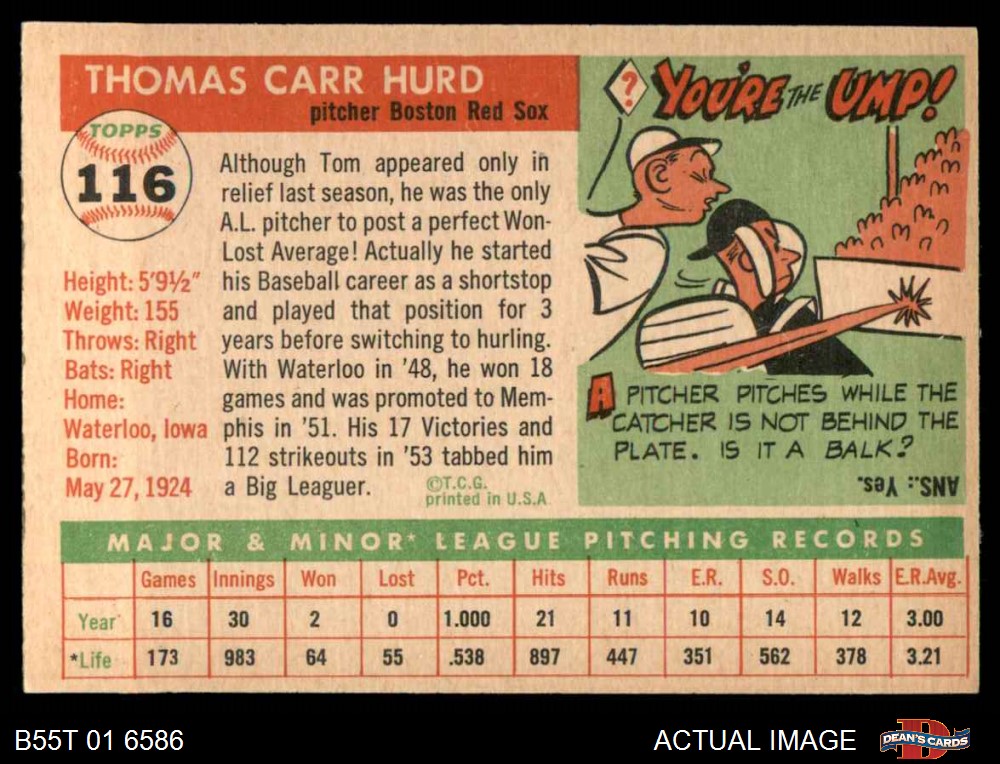 THOMAS CARR HURD
pitcher Boston Red Sox
TOPPS
116
Although Tom appeared only in
relief last season, he was the only
A.L. pitcher to post a perfect Won-
Lost Average! Actually he started
his Baseball career as a shortstop
and played that position for 3
years before switching to hurling.
With Waterloo in '48, he won 18
games and was promoted to Mem-
phis in '51. His 17 Victories and
112 strikeouts in '53 tabbed him
a Big Leaguer.
©T.C.G.
printed in U.S.A
Height: 5'9½"
Weight: 155
Throws: Right
Bats: Right
Home:
Waterloo, Iowa
Born:
May 27, 1924
?
YOU'RE THE UMP!
A PITCHER PITCHES WHILE THE
CATCHER IS NOT BEHIND THE
PLATE. IS IT A BALK?
ANS.: Yes.
MAJOR & MINOR* LEAGUE PITCHING RECORDS
Games Innings Won Lost Pct. Hits Runs E.R. S.O. Walks E.R.Avg.
Year 16 30 2 0 1.000 21 11 10 14 12 3.00
*Life 173 983 64 55 .538 897 447 351 562 378 3.21
B55T 01 6586
ACTUAL IMAGE
D
DEAN'S CARDS